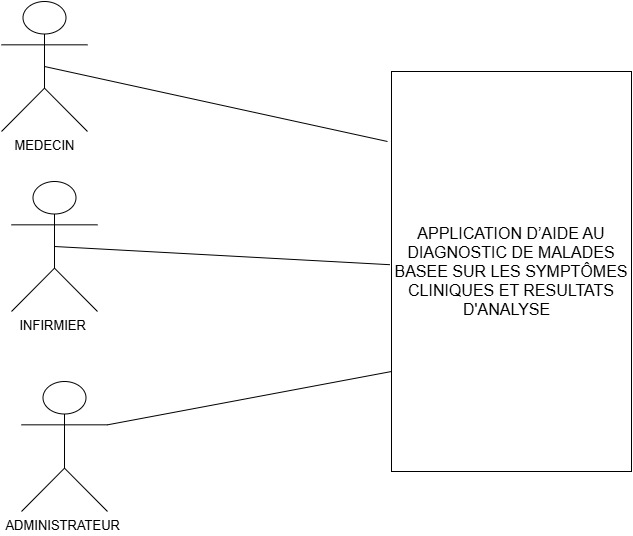 MEDECIN
APPLICATION D’AIDE AU
DIAGNOSTIC DE MALADES
BASEE SUR LES SYMPTÔMES
CLINIQUES ET RESULTATS
D'ANALYSE
INFIRMIER
ADMINISTRATEUR